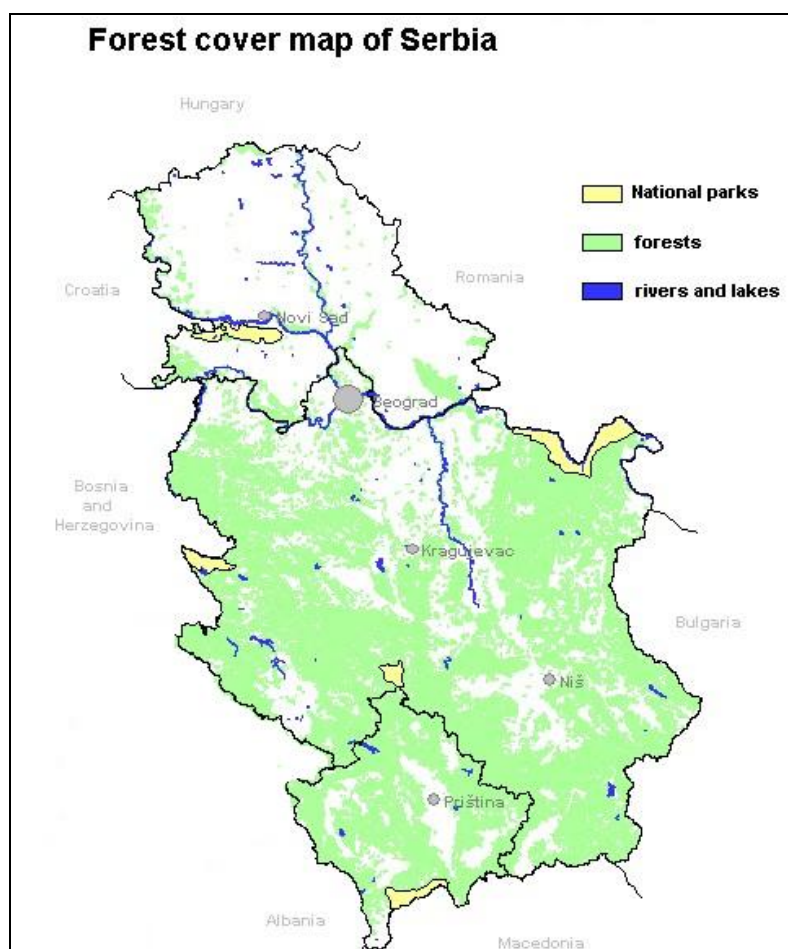 Forest cover map of Serbia
Hungary
National parks
forests
Romania
rivers and lakes
Croatia
Novi Sad
Beograd
Bosnia
and
Herzegovina
Kragujevac
Bulgaria
Niš
Priština
Albania
Macedonia